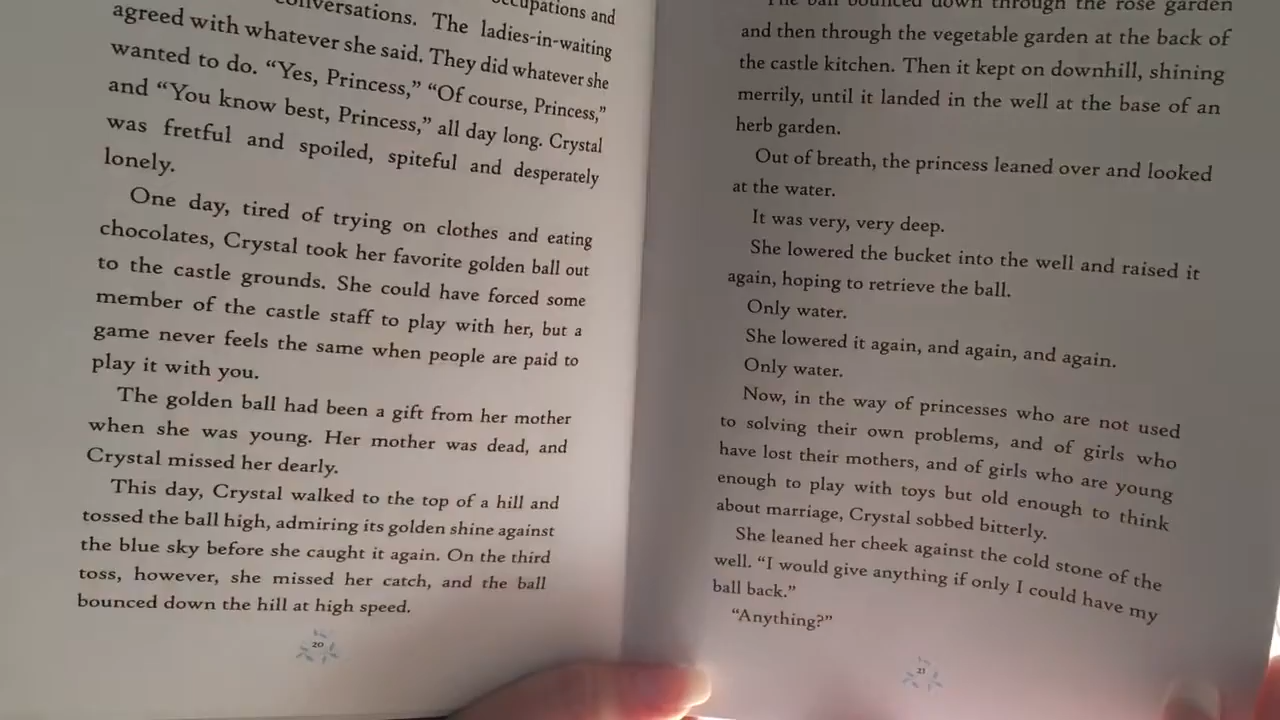 conversations. The ladies-in-waiting
agreed with whatever she said. They did whatever she
wanted to do. “Yes, Princess,” “Of course, Princess,”
and “You know best, Princess,” all day long. Crystal
was fretful and spoiled, spiteful and desperately
lonely.
One day, tired of trying on clothes and eating
chocolates, Crystal took her favorite golden ball out
to the castle grounds. She could have forced some
member of the castle staff to play with her, but a
game never feels the same when people are paid to
play it with you.
The golden ball had been a gift from her mother
when she was young. Her mother was dead, and
Crystal missed her dearly.
This day, Crystal walked to the top of a hill and
tossed the ball high, admiring its golden shine against
the blue sky before she caught it again. On the third
toss, however, she missed her catch, and the ball
bounced down the hill at high speed.
20
The ball bounced down through the rose garden
and then through the vegetable garden at the back of
the castle kitchen. Then it kept on downhill, shining
merrily, until it landed in the well at the base of an
herb garden.
Out of breath, the princess leaned over and looked
at the water.
It was very, very deep.
She lowered the bucket into the well and raised it
again, hoping to retrieve the ball.
Only water.
She lowered it again, and again, and again.
Only water.
Now, in the way of princesses who are not used
to solving their own problems, and of girls who
have lost their mothers, and of girls who are young
enough to play with toys but old enough to think
about marriage, Crystal sobbed bitterly.
She leaned her cheek against the cold stone of the
well. “I would give anything if only I could have my
ball back.”
“Anything?”
21